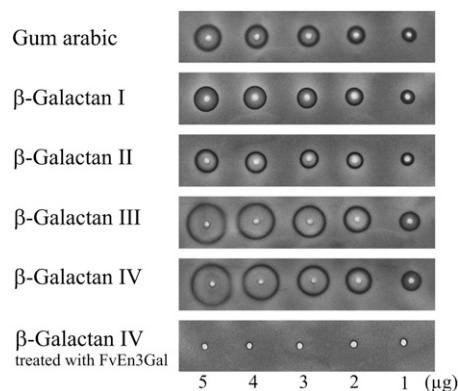 Gum arabic
β-Galactan I
β-Galactan II
β-Galactan III
β-Galactan IV
β-Galactan IV
treated with FvEn3Gal
5 4 3 2 1 (μg)